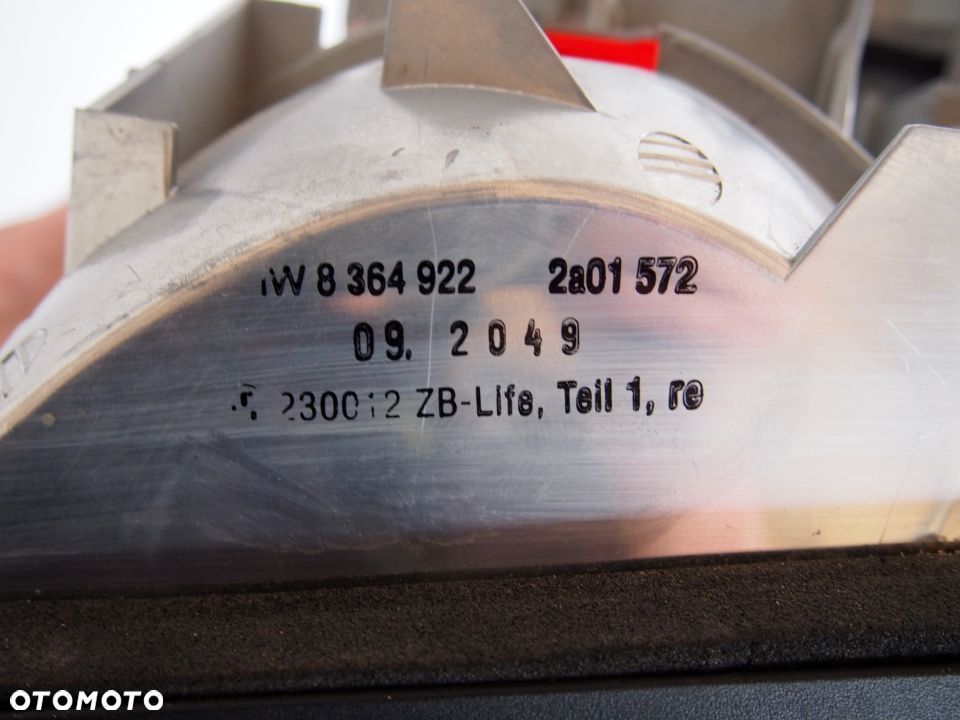 8 364 922 2a01 572
09. 2049
230012 ZB-Life, Teil 1, re
OTOMOTO